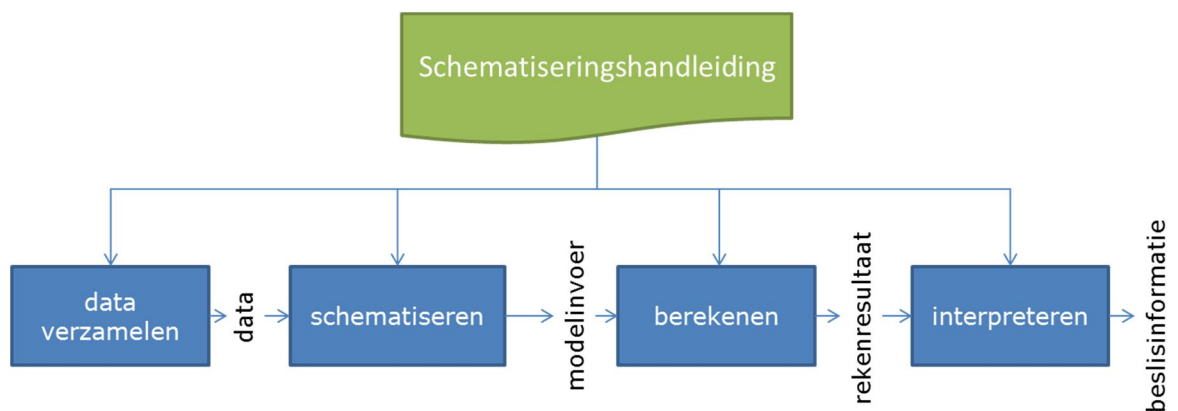 Schematiseringshandleiding
data
verzamelen
data
schematiseren
modelinvoer
berekenen
rekenresultaat
interpreteren
beslisinformatie